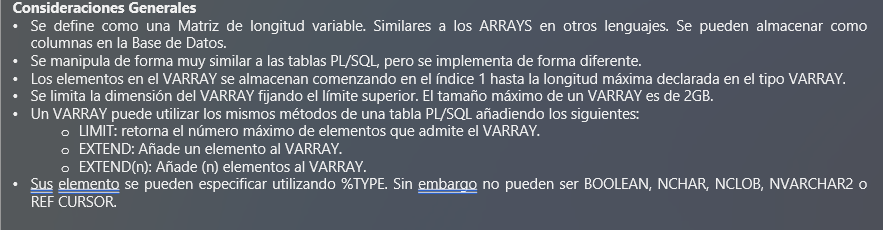 Consideraciones Generales
• Se define como una Matriz de longitud variable. Similares a los ARRAYS en otros lenguajes. Se pueden almacenar como
columnas en la Base de Datos.
• Se manipula de forma muy similar a las tablas PL/SQL, pero se implementa de forma diferente.
• Los elementos en el VARRAY se almacenan comenzando en el índice 1 hasta la longitud máxima declarada en el tipo VARRAY.
• Se limita la dimensión del VARRAY fijando el límite superior. El tamaño máximo de un VARRAY es de 2GB.
• Un VARRAY puede utilizar los mismos métodos de una tabla PL/SQL añadiendo los siguientes:
o LIMIT: retorna el número máximo de elementos que admite el VARRAY.
o EXTEND: Añade un elemento al VARRAY.
o EXTEND(n): Añade (n) elementos al VARRAY.
• Sus elemento se pueden especificar utilizando %TYPE. Sin embargo no pueden ser BOOLEAN, NCHAR, NCLOB, NVARCHAR2 o
REF CURSOR.